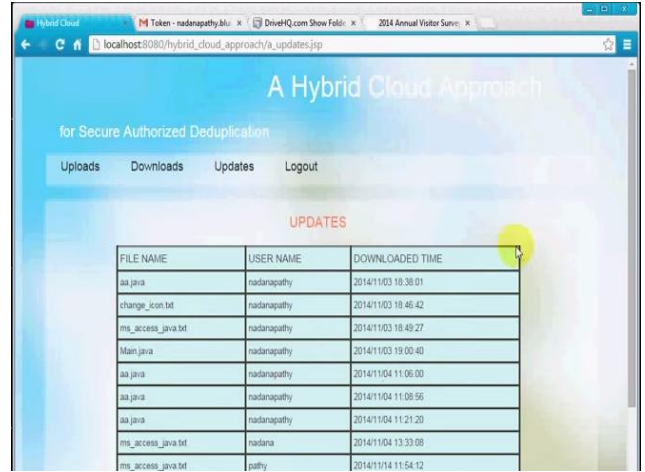 Hybrid Cloud
Token - nadanapathy.blu
DriveHQ.com Show Folde
2014 Annual Visitor Survey
localhost:8080/hybrid_cloud_approach/a_updates.jsp
A Hybrid Cloud Approach
for Secure Authorized Deduplication
Uploads Downloads Updates Logout
UPDATES
FILE NAME USER NAME DOWNLOADED TIME
aa.java nadanapathy 2014/11/03 18:38:01
change_icon.txt nadanapathy 2014/11/03 18:46:42
ms_access_java.txt nadanapathy 2014/11/03 18:49:27
Main.java nadanapathy 2014/11/03 19:00:40
aa.java nadanapathy 2014/11/04 11:06:00
aa.java nadanapathy 2014/11/04 11:08:56
aa.java nadanapathy 2014/11/04 11:21:20
ms_access_java.txt nadana 2014/11/04 13:33:08
ms_access_java.txt pathy 2014/11/14 11:54:12